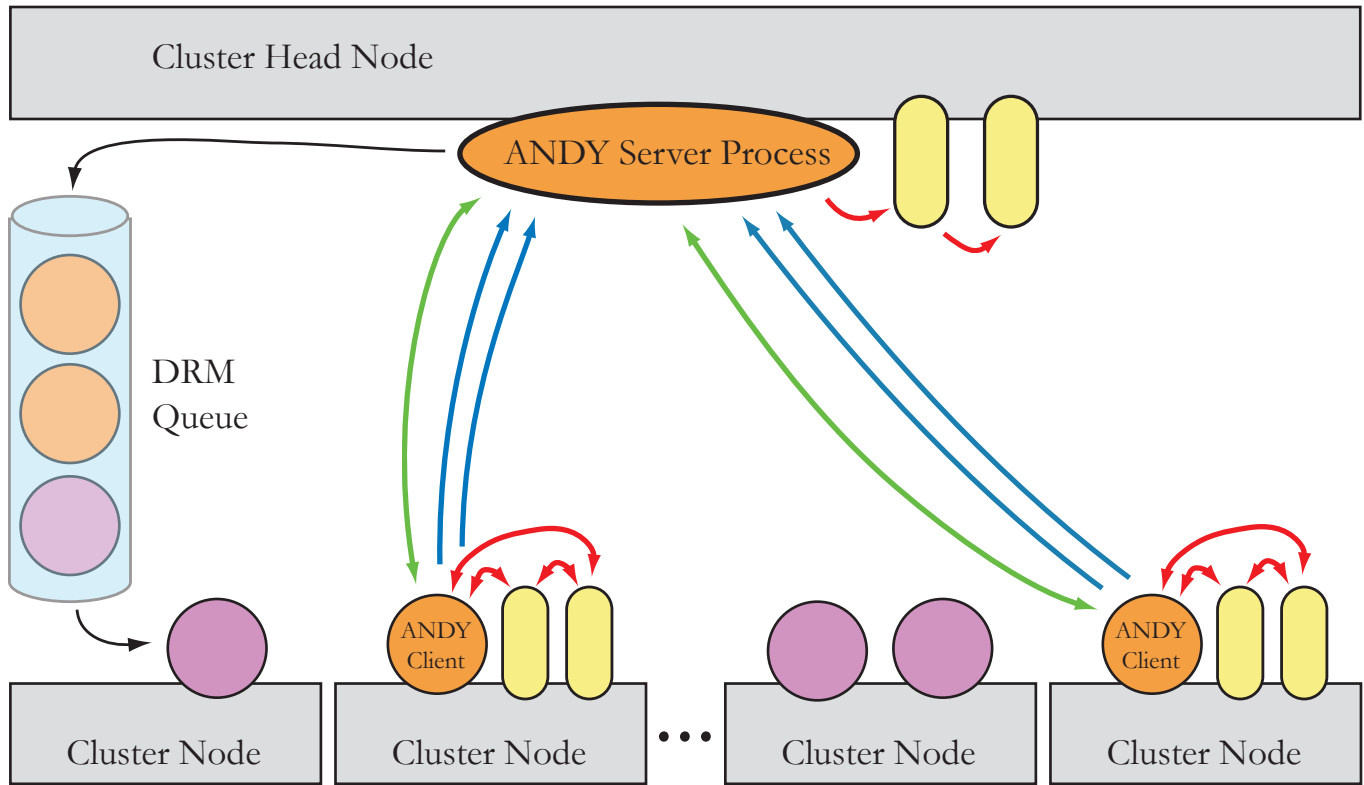 Cluster Head Node
ANDY Server Process
DRM
Queue
ANDY
Client
ANDY
Client
Cluster Node
Cluster Node
•••
Cluster Node
Cluster Node